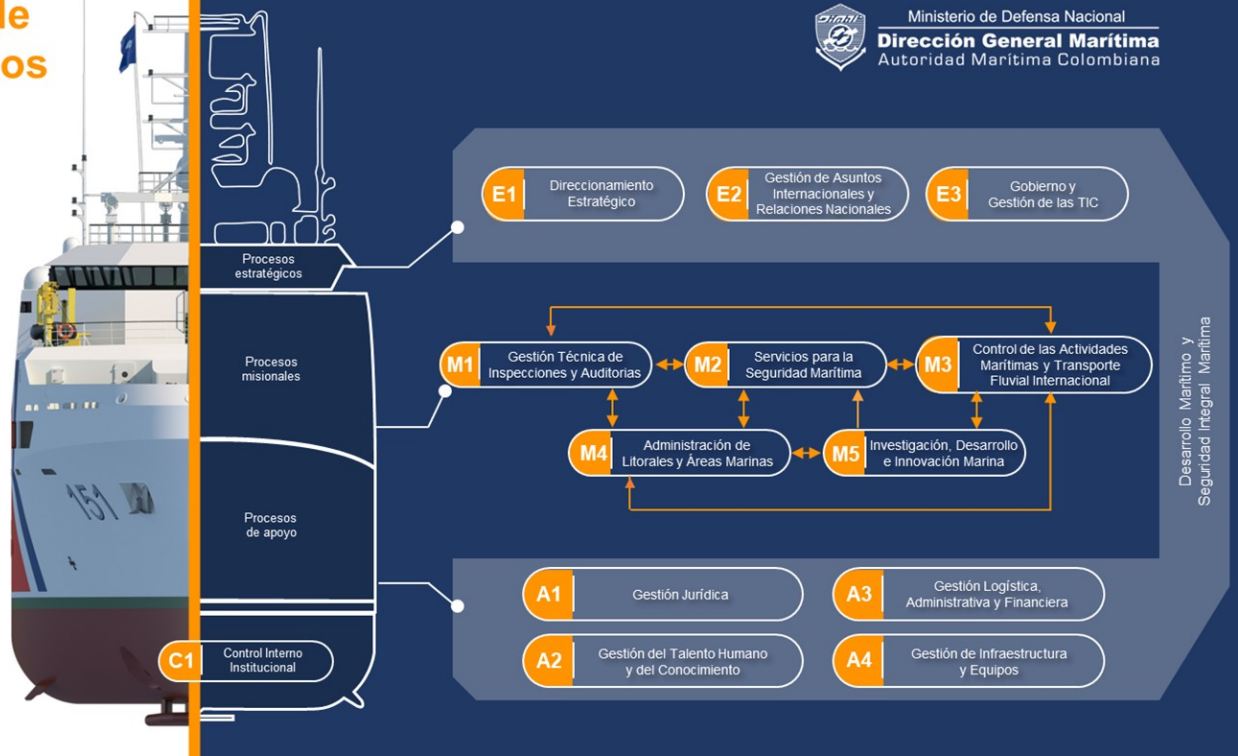 de
os
DIMAR
Ministerio de Defensa Nacional
Dirección General Marítima
Autoridad Marítima Colombiana
E1
Direccionamiento
Estratégico
E2
Gestión de Asuntos
Internacionales y
Relaciones Nacionales
E3
Gobierno y
Gestión de las TIC
Procesos
estratégicos
Procesos
misionales
M1
Gestión Técnica de
Inspecciones y Auditorias
M2
Servicios para la
Seguridad Marítima
M3
Control de las Actividades
Marítimas y Transporte
Fluvial Internacional
M4
Administración de
Litorales y Áreas Marinas
M5
Investigación, Desarrollo
e Innovación Marina
Desarrollo Marítimo y
Seguridad Integral Marítima
151
Procesos
de apoyo
A1
Gestión Jurídica
A3
Gestión Logística,
Administrativa y Financiera
C1
Control Interno
Institucional
A2
Gestión del Talento Humano
y del Conocimiento
A4
Gestión de Infraestructura
y Equipos